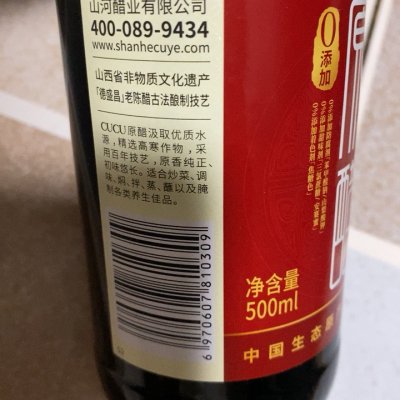 山河醋业有限公司
400-089-9434
www.shanhecuye.com
山西省非物质文化遗产
「德盛昌」老陈醋古法酿制技艺
CUCU原醋汲取优质水
源，精选高寒作物，采
用百年技艺，原香纯正、
初味悠长。适合炒菜、调
味、焖、拌、蒸、蘸以及腌
制各类养生佳品。
6 970607 810309
0
添加
原醋
净含量
500ml
中国生态原